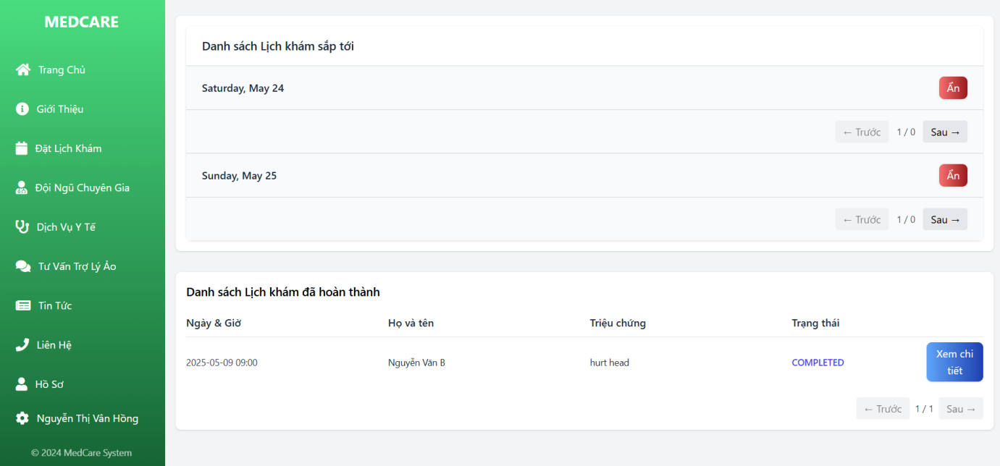 MEDCARE
Trang Chủ
Giới Thiệu
Đặt Lịch Khám
Đội Ngũ Chuyên Gia
Dịch Vụ Y Tế
Tư Vấn Trợ Lý Ảo
Tin Tức
Liên Hệ
Hồ Sơ
Nguyễn Thị Vân Hồng
© 2024 MedCare System
Danh sách Lịch khám sắp tới
Saturday, May 24 Ẩn
← Trước 1 / 0 Sau →
Sunday, May 25 Ẩn
← Trước 1 / 0 Sau →
Danh sách Lịch khám đã hoàn thành
Ngày & Giờ Họ và tên Triệu chứng Trạng thái
2025-05-09 09:00 Nguyễn Văn B hurt head COMPLETED Xem chi
tiết
← Trước 1 / 1 Sau →